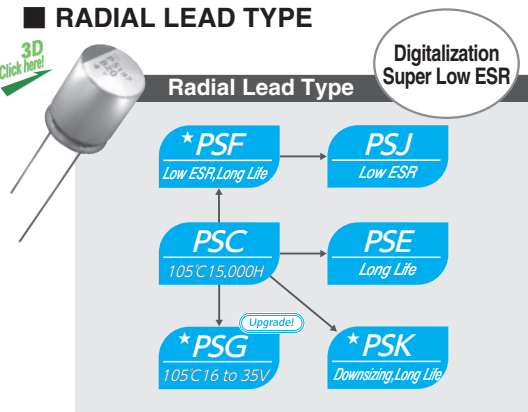 ■ RADIAL LEAD TYPE
3D
Click here!
Digitalization
Super Low ESR
Radial Lead Type
★PSF
Low ESR,Long Life
PSJ
Low ESR
PSC
105℃15,000H
PSE
Long Life
Upgrade!
★PSG
105℃16 to 35V
★PSK
Downsizing,Long Life